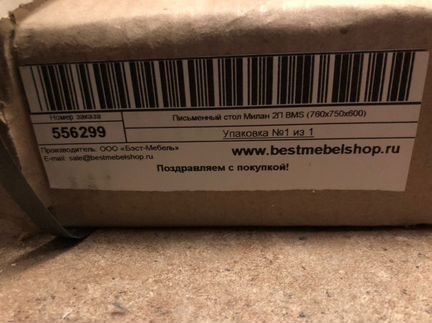 Номер заказа
Письменный стол Милан 2П BMS (760х750х600)
556299
Упаковка №1 из 1
Производитель: ООО «Бэст-Мебель»
www.bestmebelshop.ru
E-mail: sale@bestmebelshop.ru
Поздравляем с покупкой!